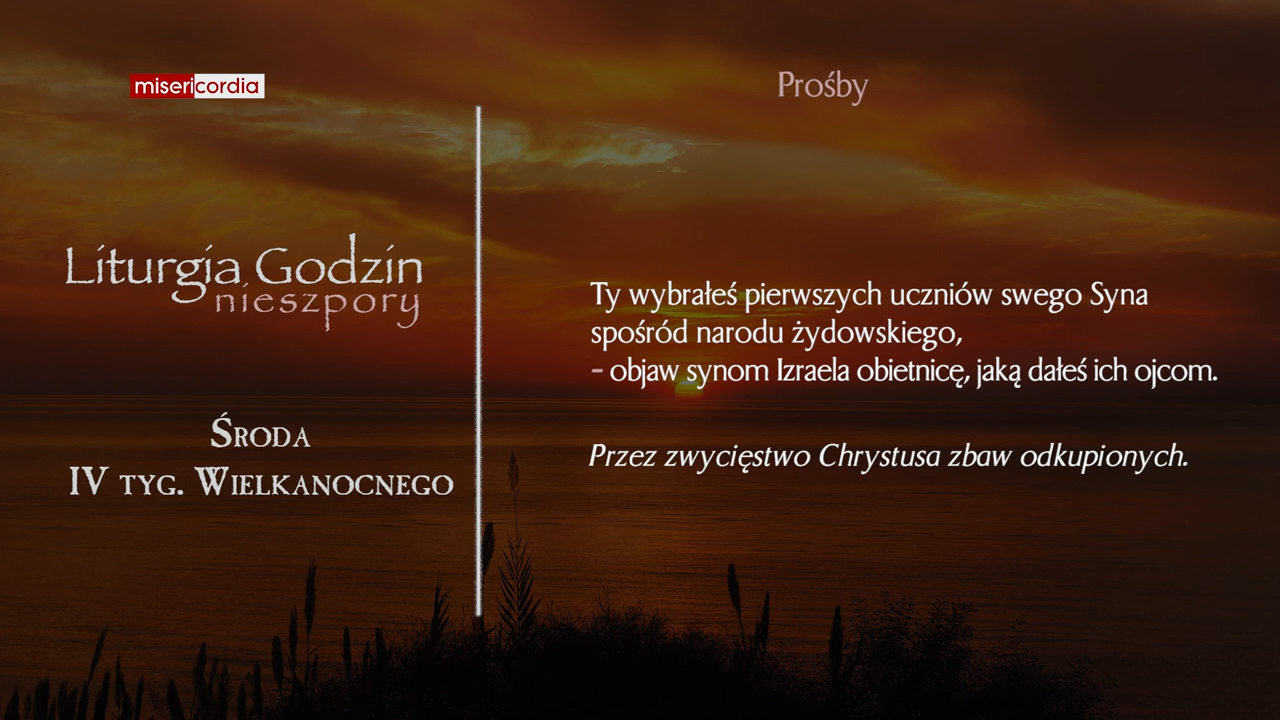 misericordia
Prośby
Liturgia Godzin
nieszpory
Środa
IV tyg. Wielkanocnego
Ty wybrałeś pierwszych uczniów swego Syna
spośród narodu żydowskiego,
- objaw synom Izraela obietnicę, jaką dałeś ich ojcom.
Przez zwycięstwo Chrystusa zbaw odkupionych.